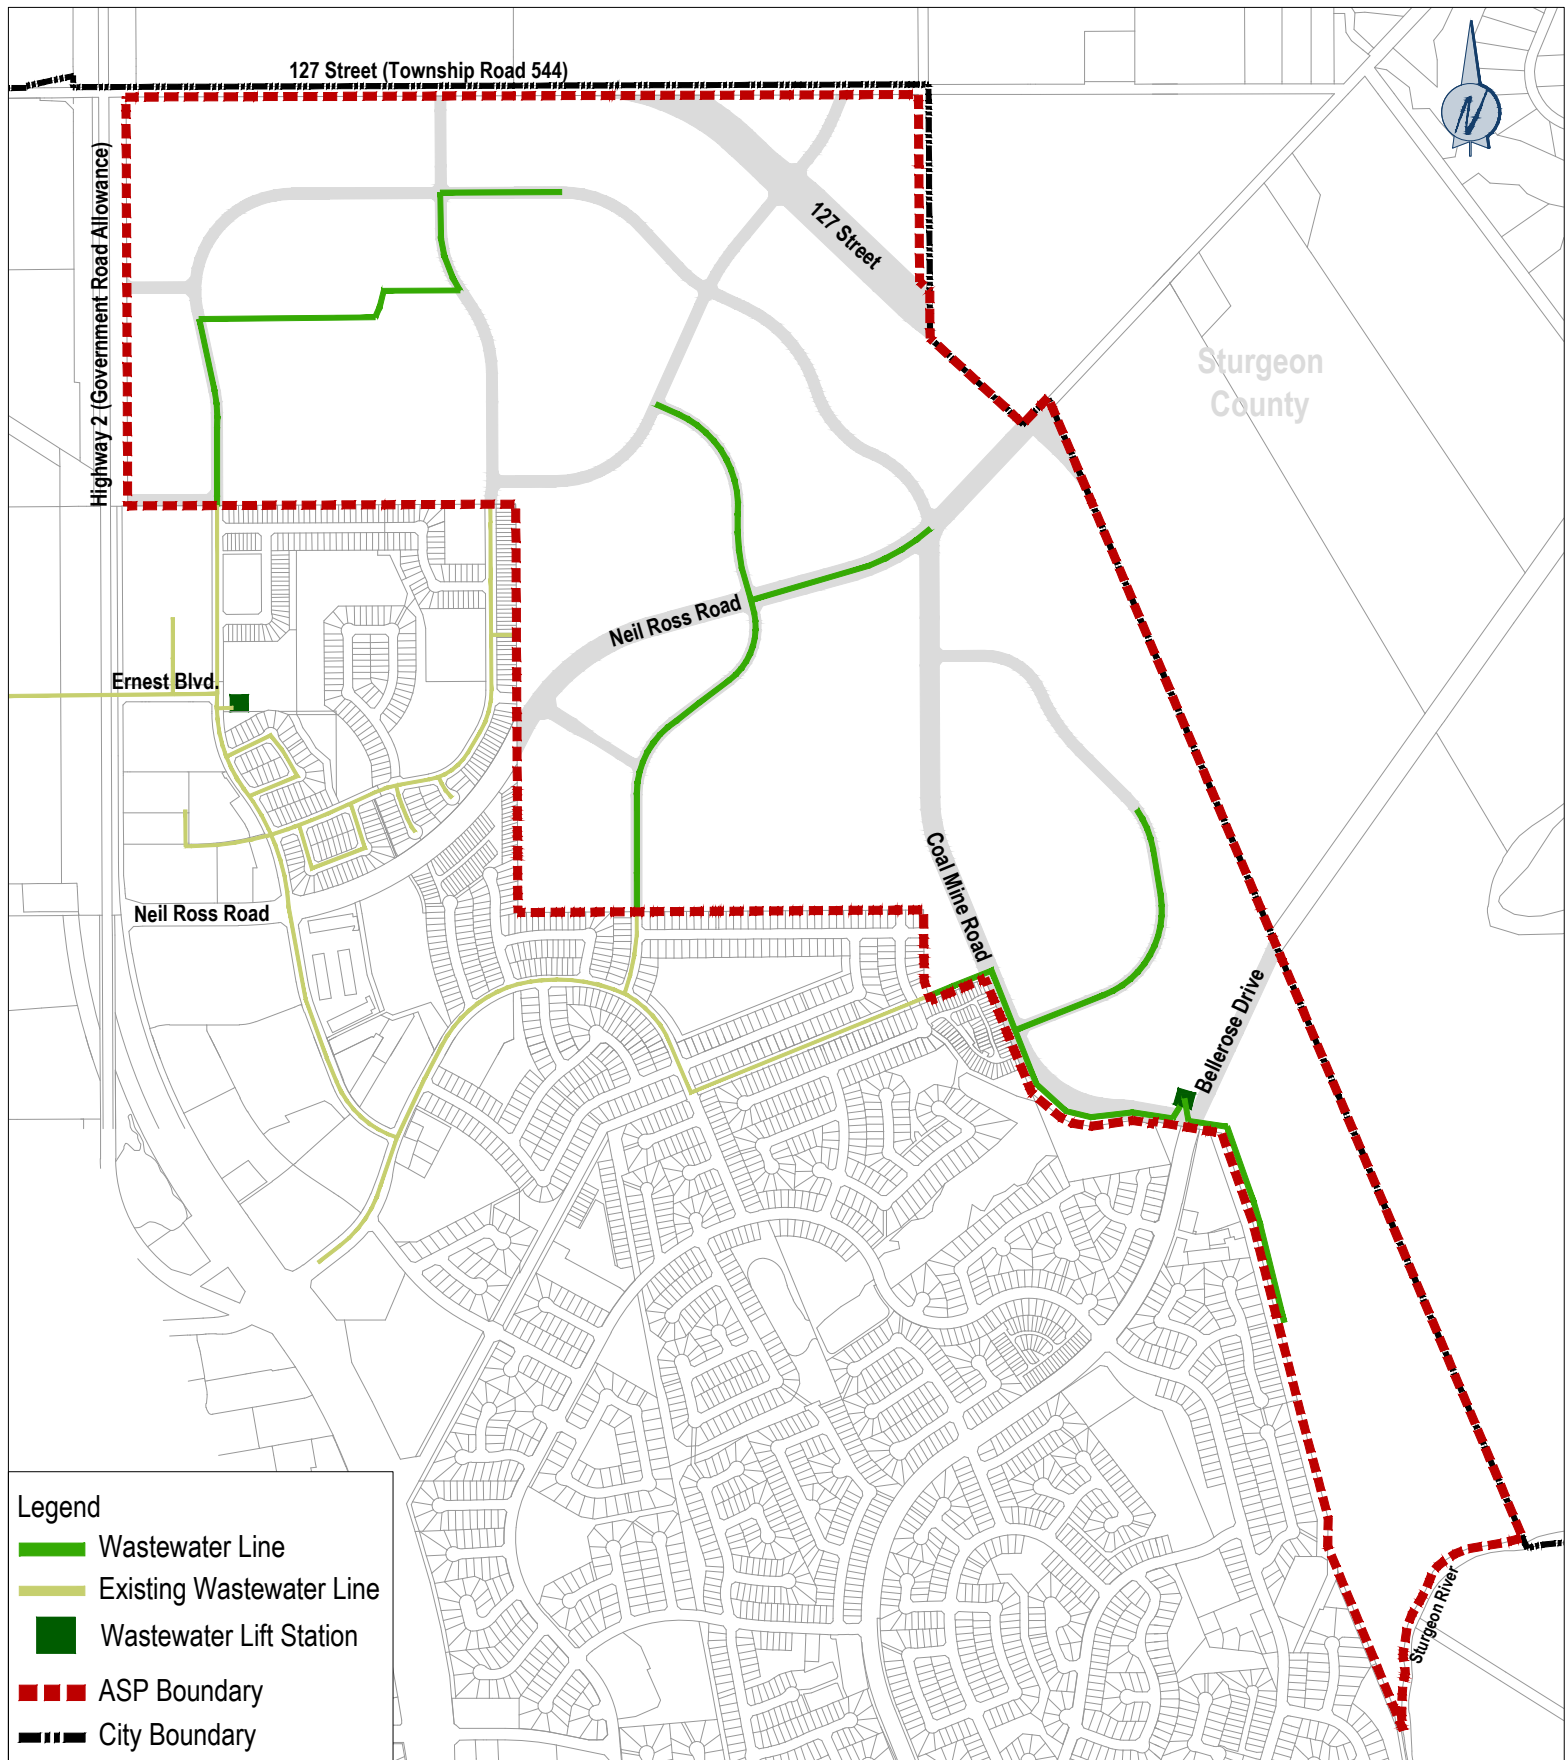 127 Street (Township Road 544)
N
Highway 2 (Government Road Allowance)
127 Street
Sturgeon
County
Neil Ross Road
Ernest Blvd.
Coal Mine Road
Neil Ross Road
Bellerose Drive
Sturgeon River
Legend
Wastewater Line
Existing Wastewater Line
Wastewater Lift Station
ASP Boundary
City Boundary